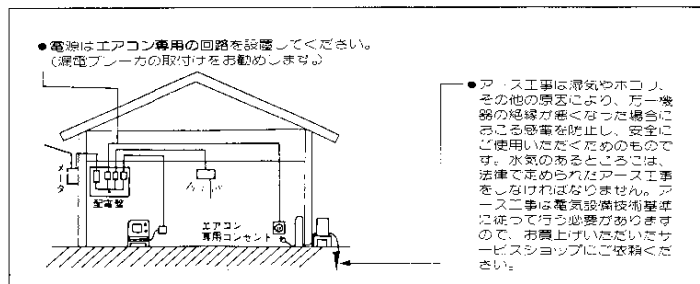 ●電源はエアコン専用の回路を設置してください。
(漏電ブレーカの取付けをお勧めします。)
メータ
配電盤
エアコン
専用コンセント
●アース工事は湿気やホコリ、
その他の原因により、万一機
器の絶縁が悪くなった場合に
おこる感電を防止し、安全に
ご使用いただくためのもので
す。水気のあるところには、
法律で定められたアース工事
をしなければなりません。ア
ース工事は電気設備技術基準
に従って行う必要があります
ので、お買上げいただいたサ
ービスショップにご依頼くだ
さい。